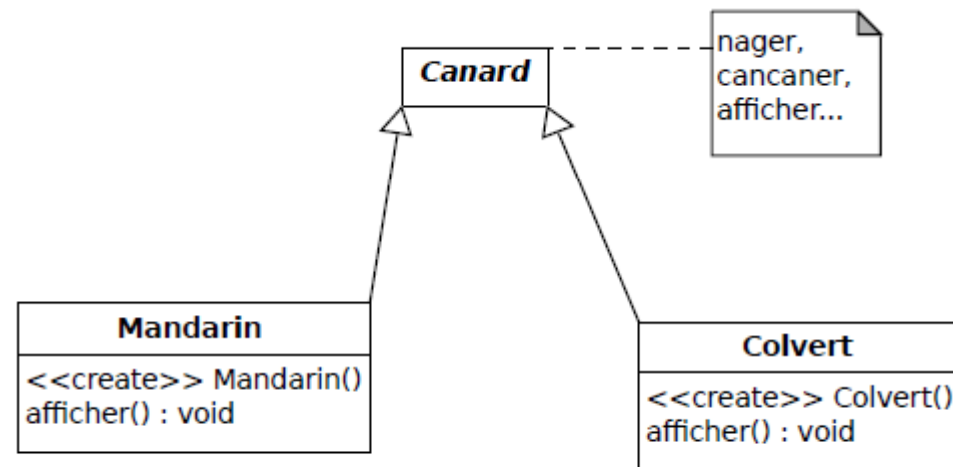 Canard
nager,
cancaner,
afficher...
Mandarin
<<create>> Mandarin()
afficher() : void
Colvert
<<create>> Colvert()
afficher() : void